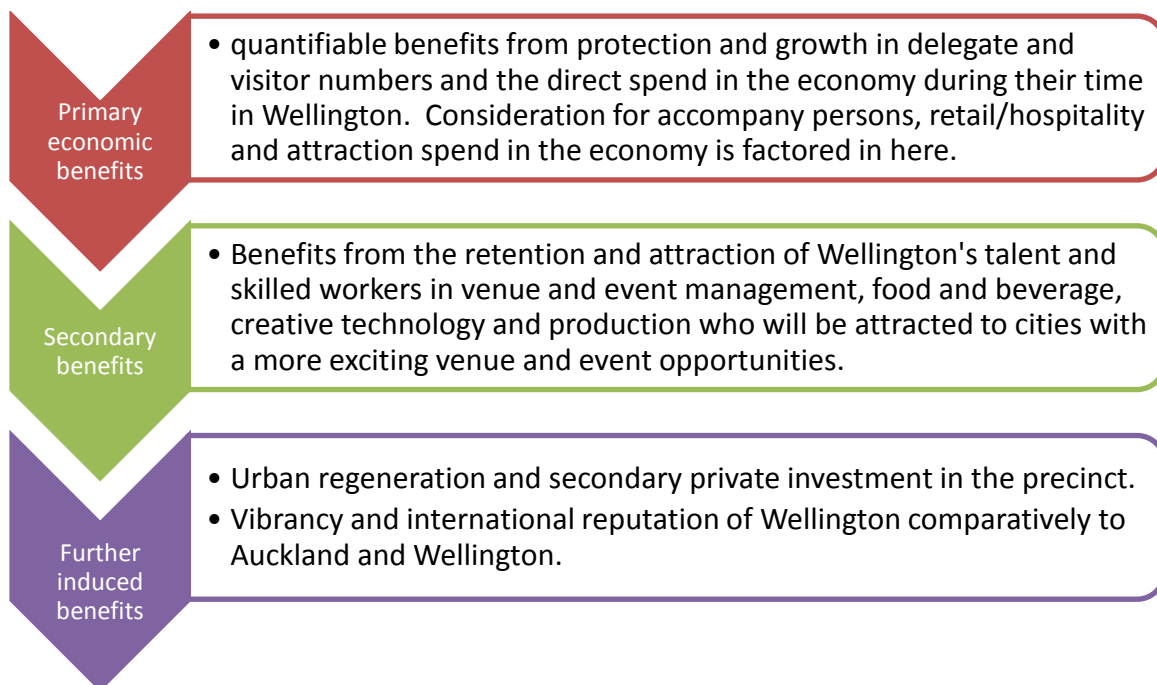 Primary
economic
benefits
• quantifiable benefits from protection and growth in delegate and
visitor numbers and the direct spend in the economy during their time
in Wellington.  Consideration for accompany persons, retail/hospitality
and attraction spend in the economy is factored in here.
Secondary
benefits
• Benefits from the retention and attraction of Wellington's talent and
skilled workers in venue and event management, food and beverage,
creative technology and production who will be attracted to cities with
a more exciting venue and event opportunities.
Further
induced
benefits
• Urban regeneration and secondary private investment in the precinct.
• Vibrancy and international reputation of Wellington comparatively to
Auckland and Wellington.